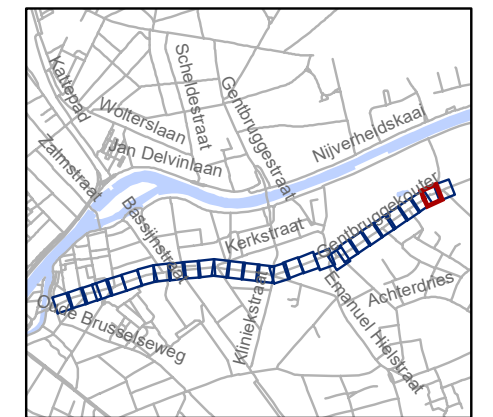 Kattepad
Scheldestraat
Gentbruggestraat
Wolterslaan
Nijverheidskaai
Jan Delvinlaan
Zalmstraat
Bassijnstraat
Kerkstraat
Gentbruggekouter
Achterdries
Oude Brusselseweg
Kliniekstraat
Emanuel Hielstraat